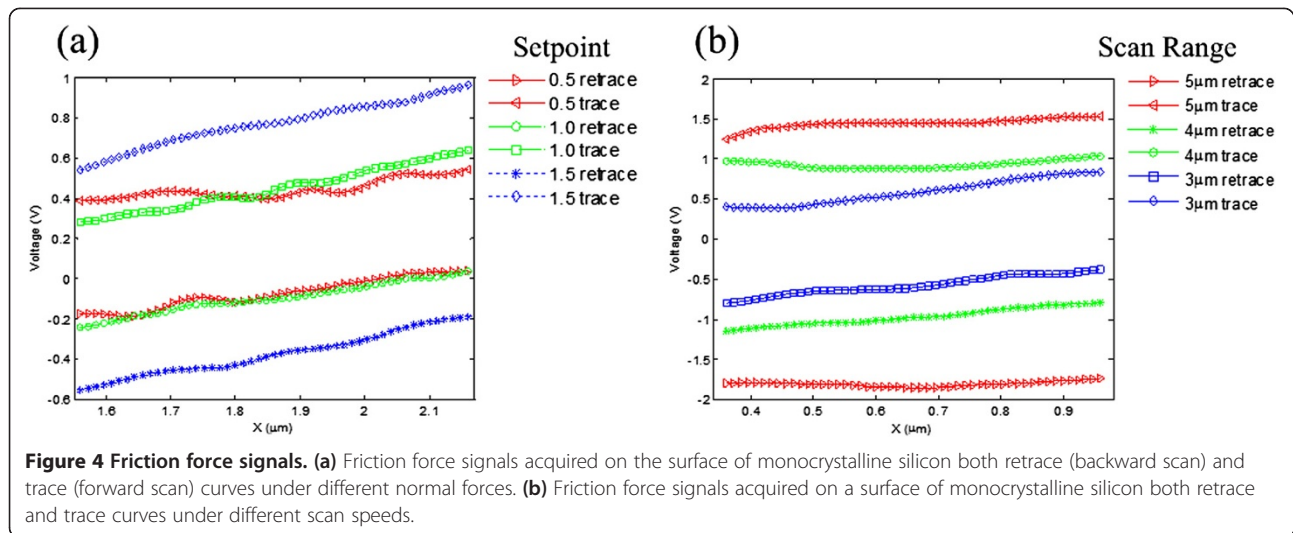 (a)
Setpoint
0.5 retrace
0.5 trace
1.0 retrace
1.0 trace
1.5 retrace
1.5 trace
1
0.8
0.6
0.4
0.2
0
-0.2
-0.4
-0.6
Voltage (V)
1.6 1.7 1.8 1.9 2 2.1
X (μm)
(b)
Scan Range
5μm retrace
5μm trace
4μm retrace
4μm trace
3μm retrace
3μm trace
2
1.5
1
0.5
0
-0.5
-1
-1.5
-2
Voltage (V)
0.4 0.5 0.6 0.7 0.8 0.9
X (μm)
Figure 4 Friction force signals. (a) Friction force signals acquired on the surface of monocrystalline silicon both retrace (backward scan) and
trace (forward scan) curves under different normal forces. (b) Friction force signals acquired on a surface of monocrystalline silicon both retrace
and trace curves under different scan speeds.